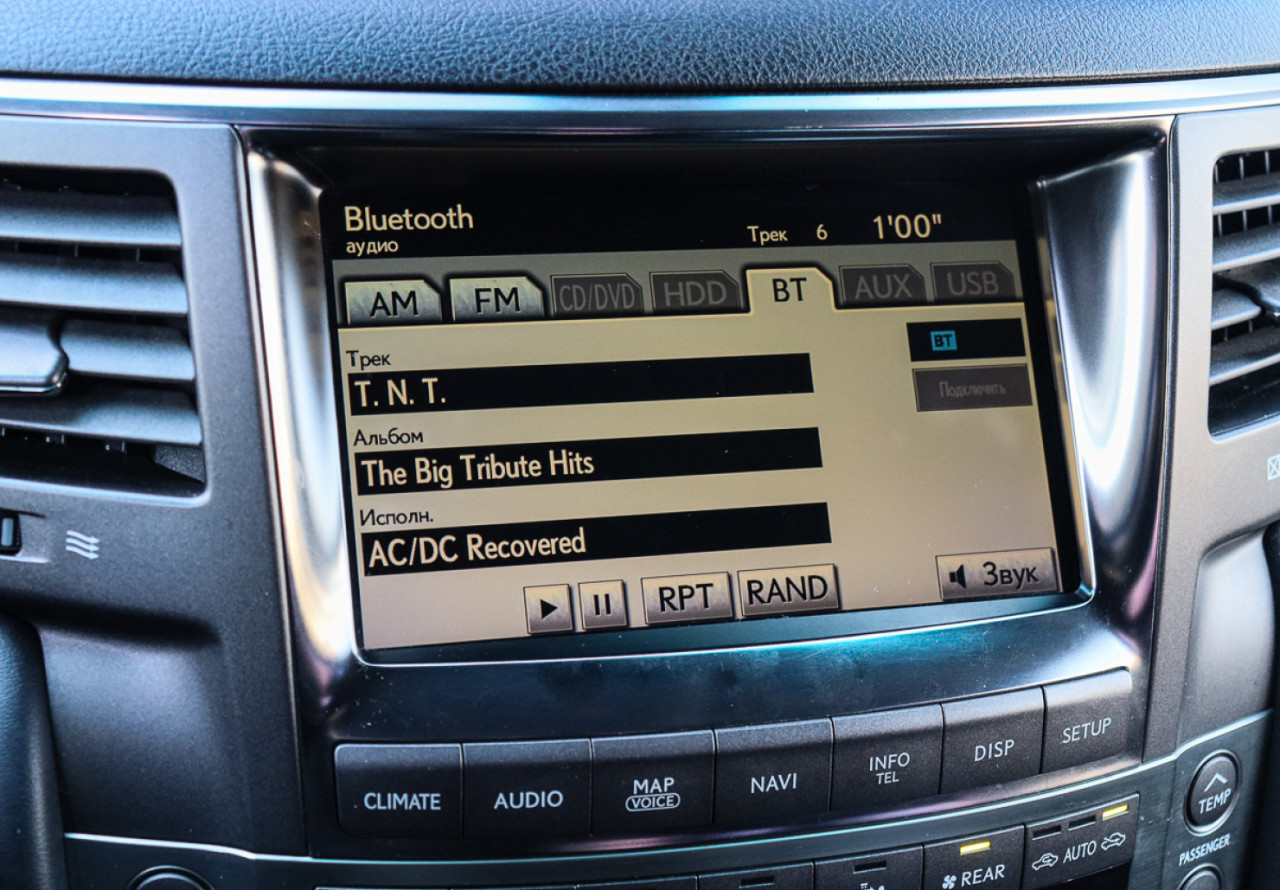 Bluetooth
аудио
Трек 6 1'00"
AM FM CD/DVD HDD BT AUX USB
BT
Подключить
Трек
T. N. T.
Альбом
The Big Tribute Hits
Исполн.
AC/DC Recovered
RPT RAND
Звук
CLIMATE AUDIO MAP NAVI INFO DISP SETUP
VOICE TEL
TEMP
PASSENGER
REAR AUTO